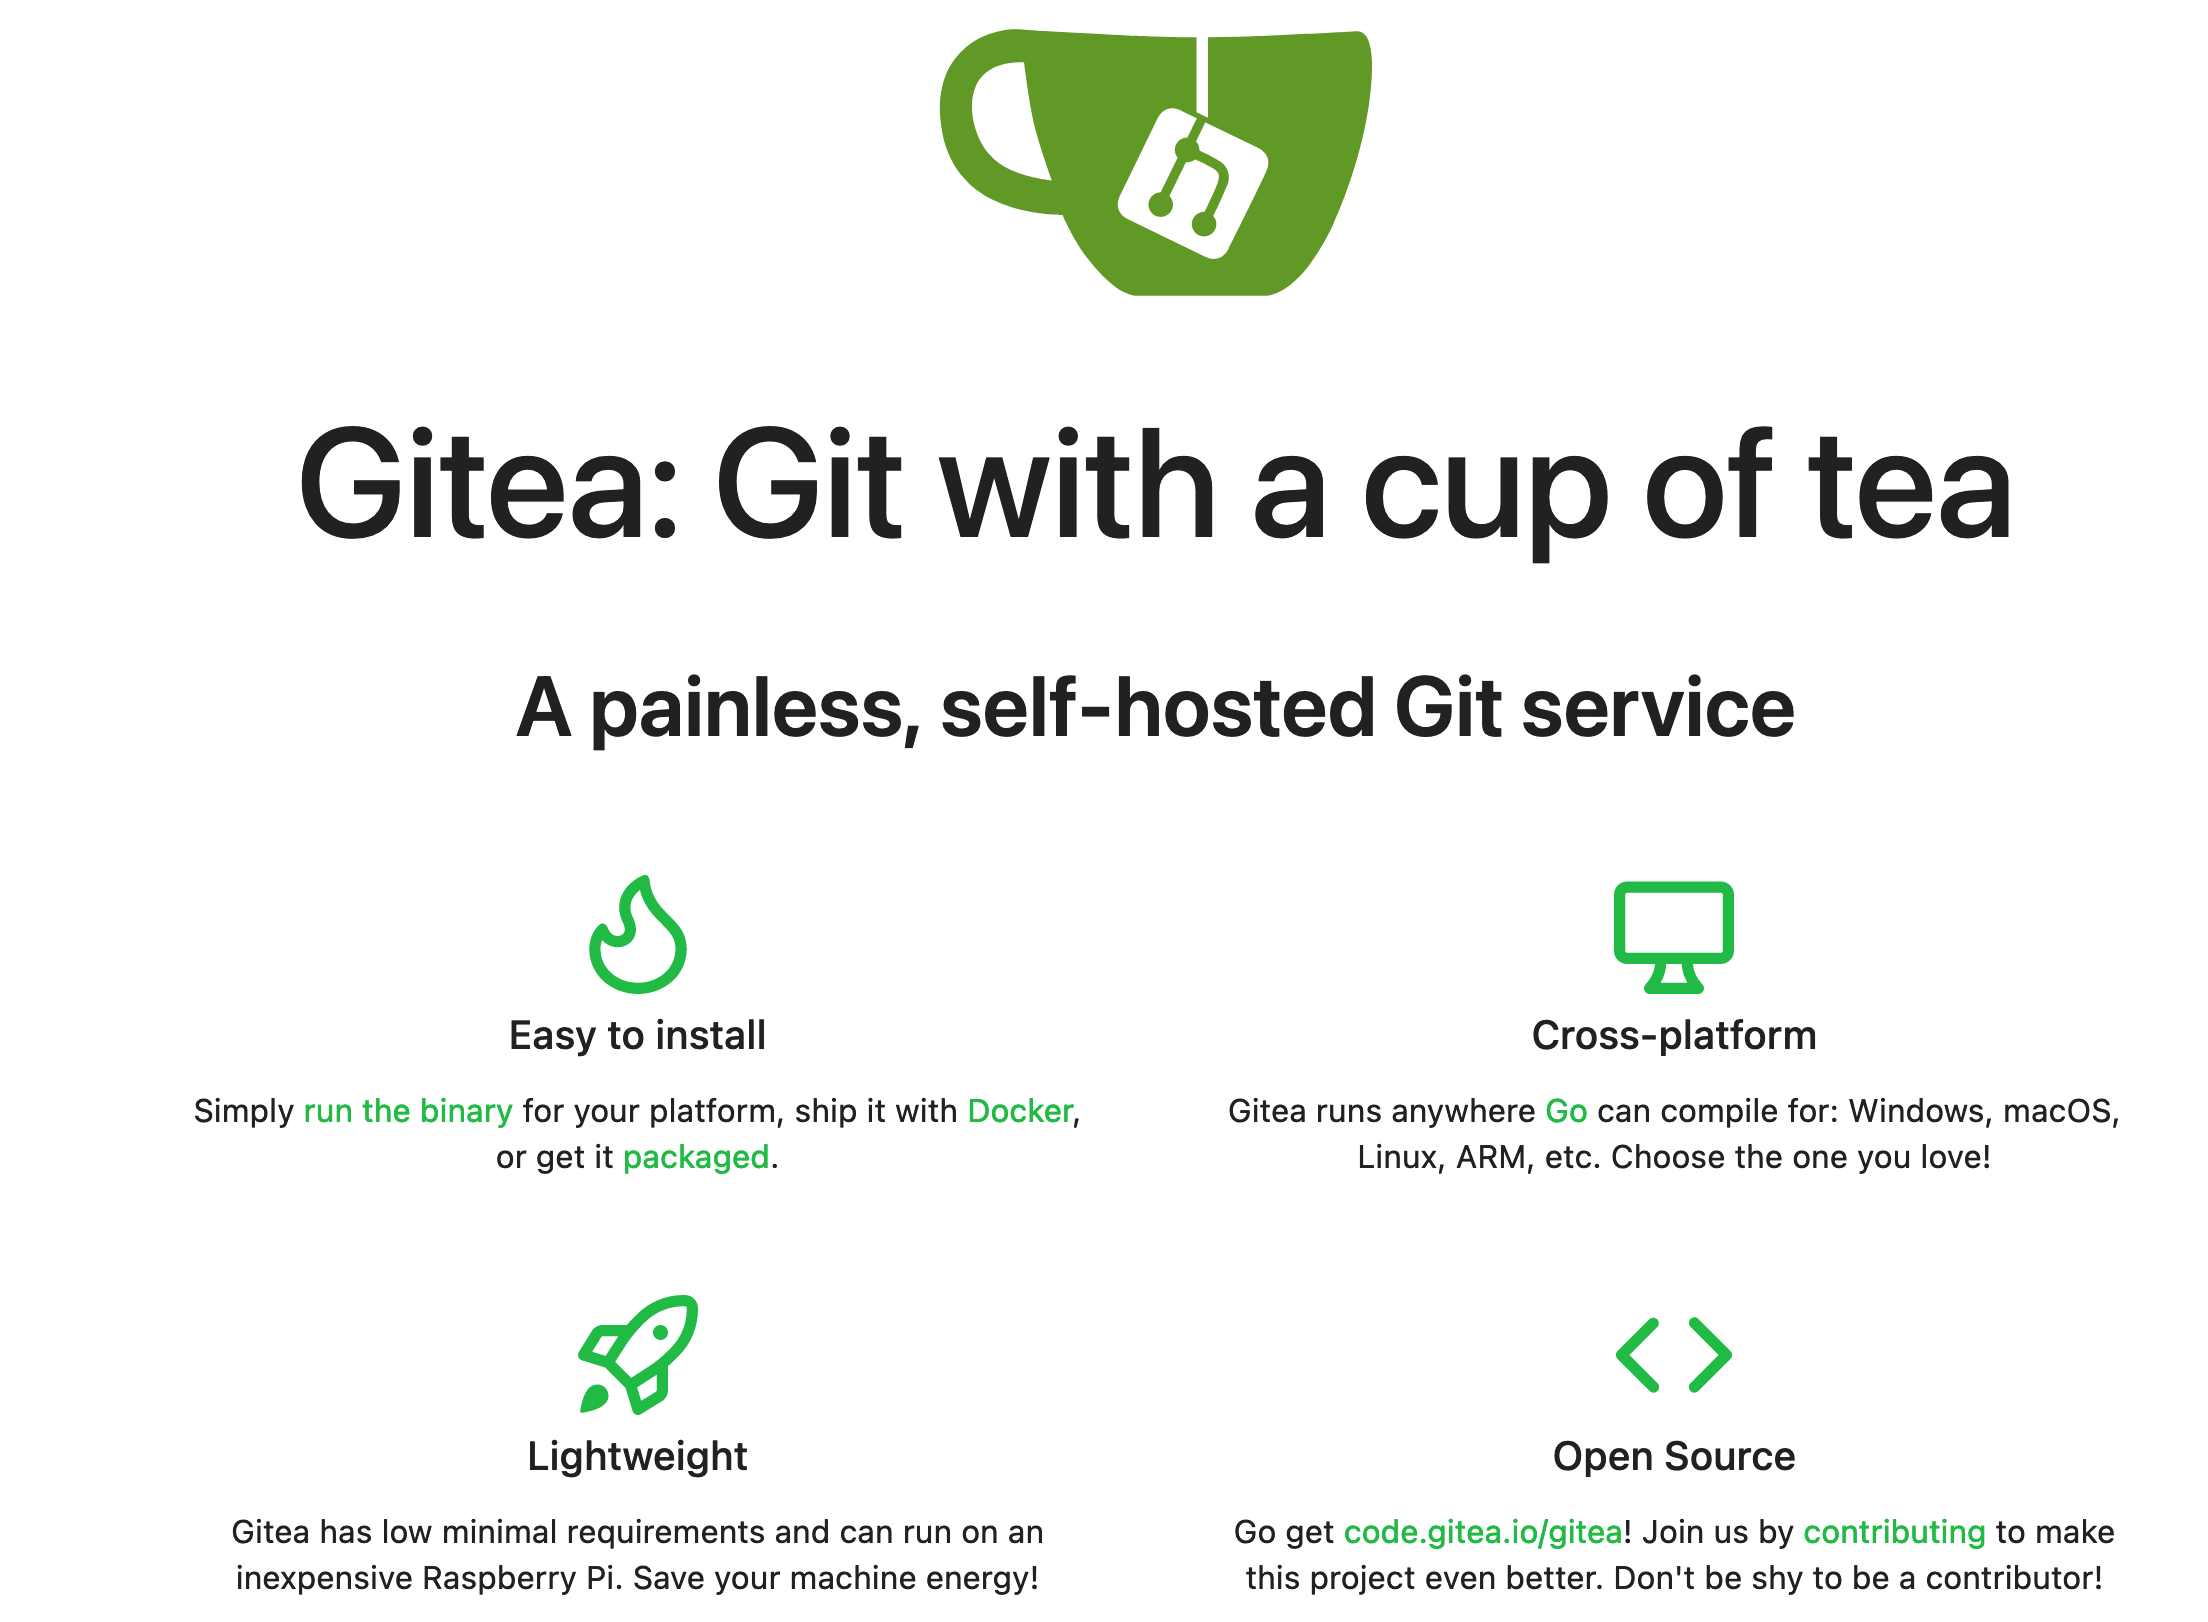 Gitea: Git with a cup of tea
A painless, self-hosted Git service
Easy to install
Simply run the binary for your platform, ship it with Docker,
or get it packaged.
Cross-platform
Gitea runs anywhere Go can compile for: Windows, macOS,
Linux, ARM, etc. Choose the one you love!
Lightweight
Gitea has low minimal requirements and can run on an
inexpensive Raspberry Pi. Save your machine energy!
Open Source
Go get code.gitea.io/gitea! Join us by contributing to make
this project even better. Don't be shy to be a contributor!